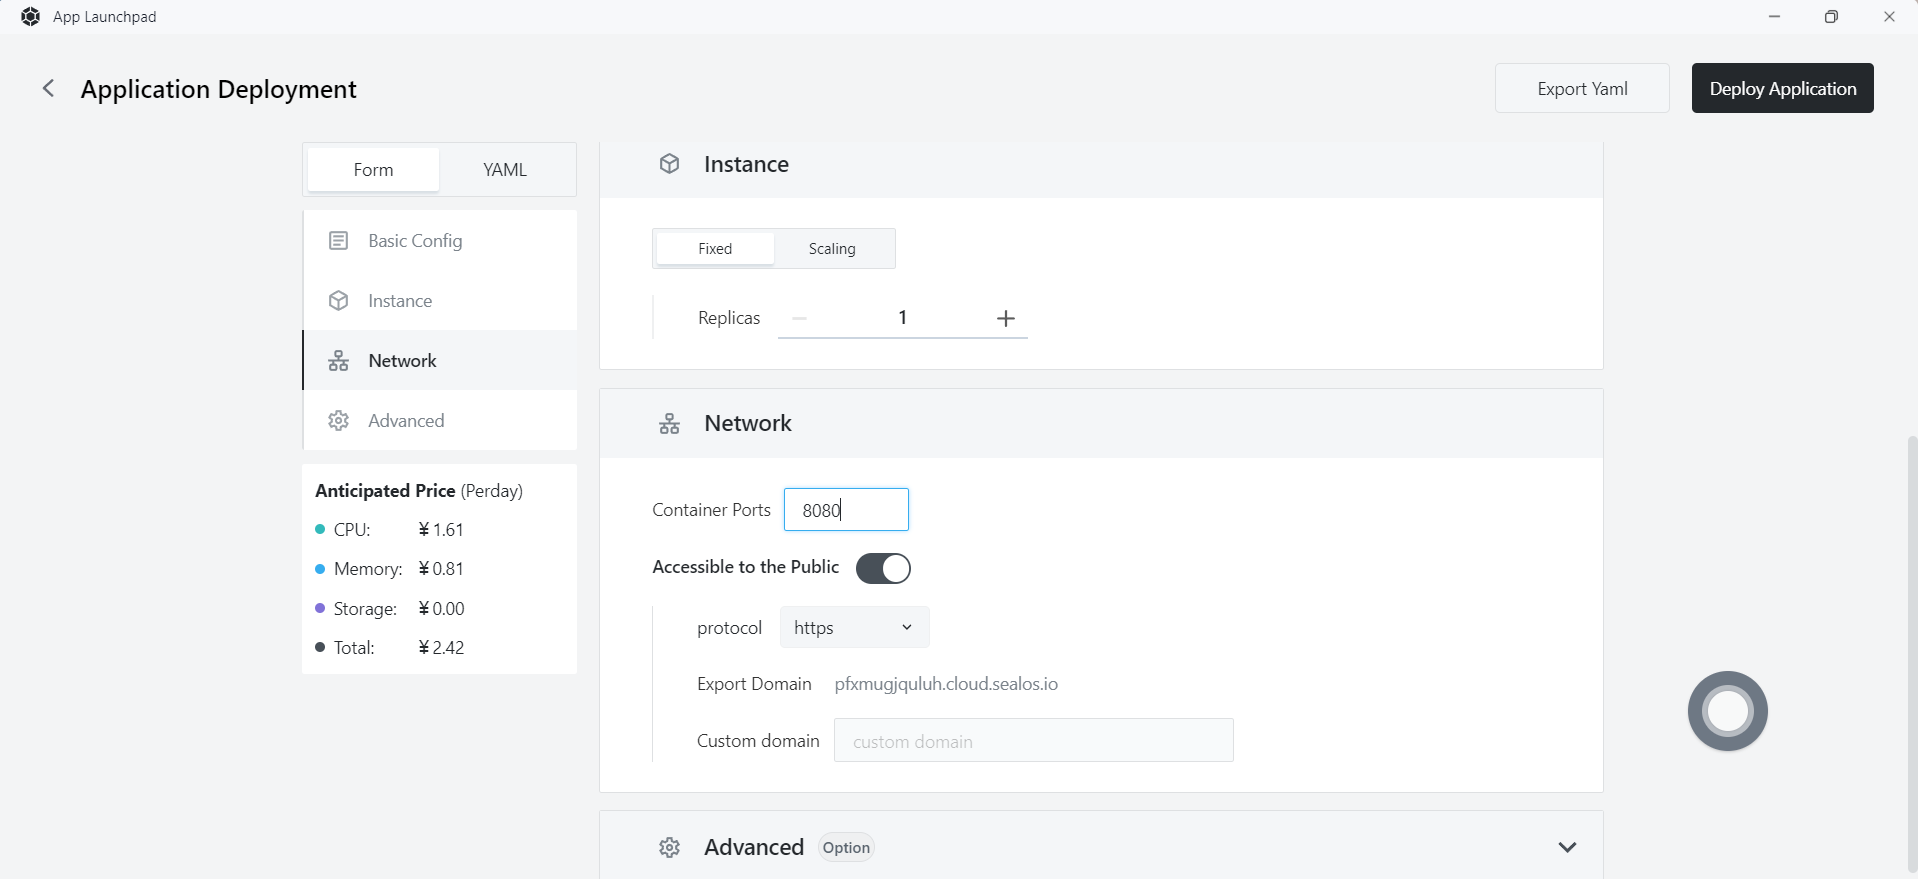 App Launchpad
Application Deployment
Export Yaml
Deploy Application
Form
YAML
Basic Config
Instance
Network
Advanced
Anticipated Price (Perday)
CPU: ¥ 1.61
Memory: ¥ 0.81
Storage: ¥ 0.00
Total: ¥ 2.42
Instance
Fixed
Scaling
Replicas
1
Network
Container Ports
8080
Accessible to the Public
protocol
https
Export Domain
pfxmugjquluh.cloud.sealos.io
Custom domain
custom domain
Advanced
Option